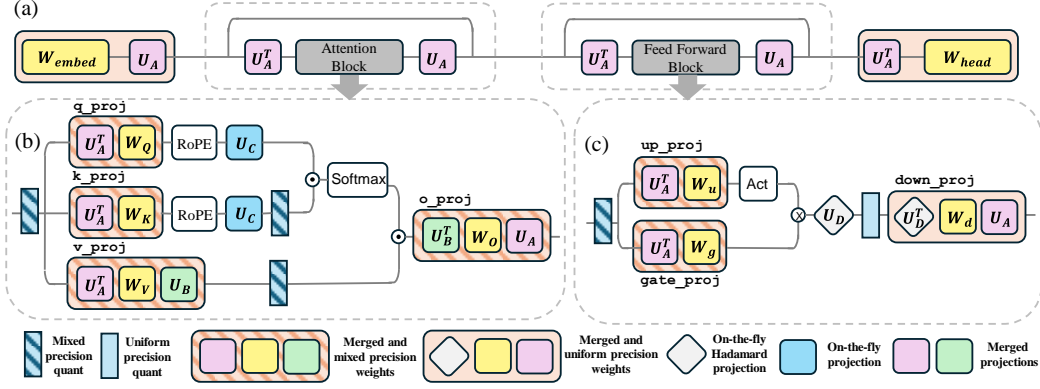 (a)
W_embed U_A
U_A^T Attention Block U_A
U_A^T Feed Forward Block U_A
U_A^T W_head
(b)
q_proj
U_A^T W_Q RoPE U_C
k_proj
U_A^T W_K RoPE U_C
v_proj
U_A^T W_V U_B
Softmax
o_proj
U_B^T W_O U_A
(c)
up_proj
U_A^T W_u Act
U_A^T W_g
gate_proj
X
U_D
down_proj
U_D^T W_d U_A
Mixed
precision
quant
Uniform
precision
quant
Merged and
mixed precision
weights
Merged and
uniform precision
weights
On-the-fly
Hadamard
projection
On-the-fly
projection
Merged
projections